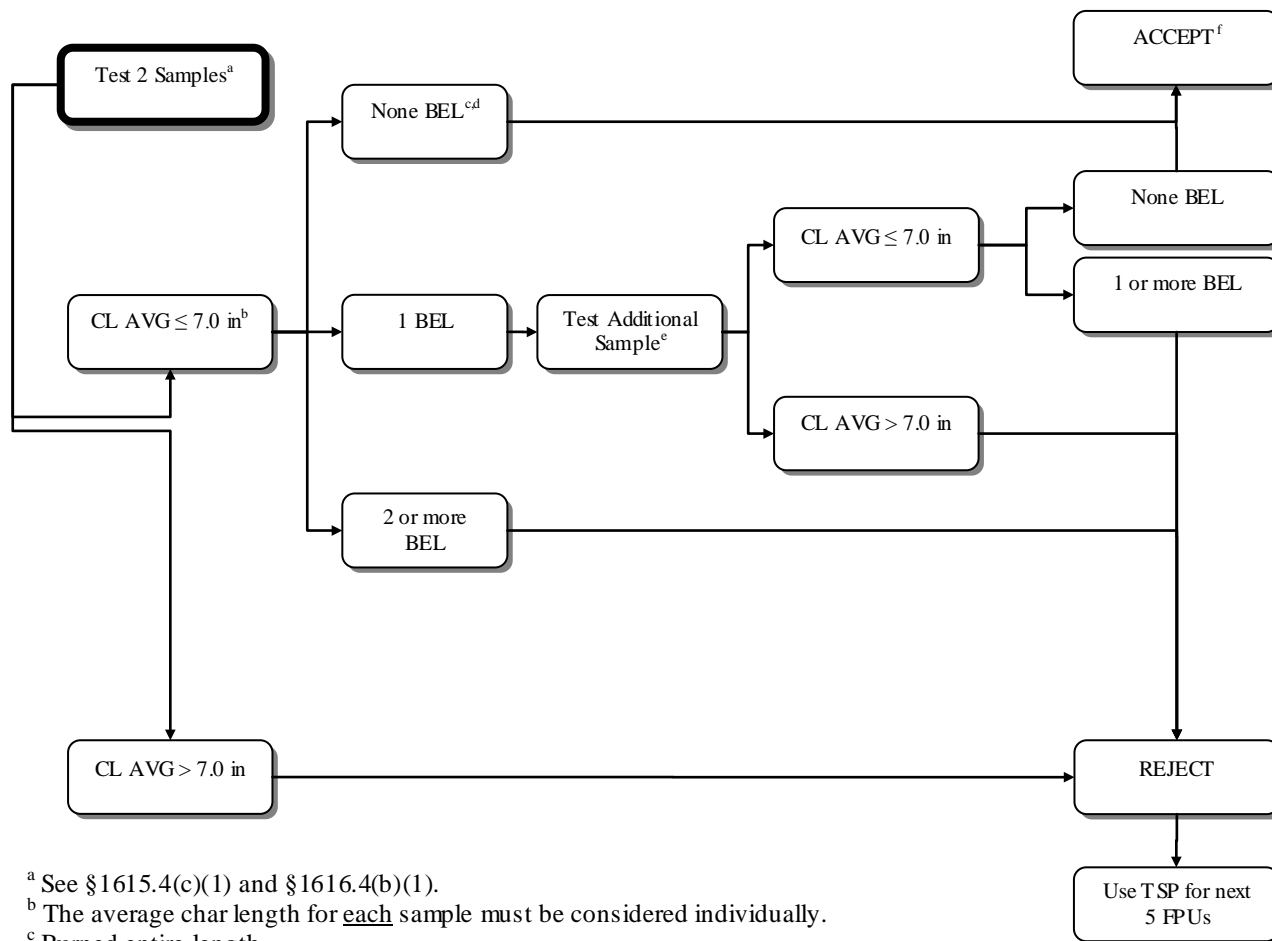 Test 2 Samples^a
ACCEPT^f
None BEL^c,d
None BEL
CL AVG ≤ 7.0 in
1 or more BEL
CL AVG ≤ 7.0 in^b
1 BEL
Test Additional
Sample^e
CL AVG > 7.0 in
2 or more
BEL
CL AVG > 7.0 in
REJECT
Use TSP for next
5 FPUs
^a See §1615.4(c)(1) and §1616.4(b)(1).
^b The average char length for each sample must be considered individually.
^c Burned entire length